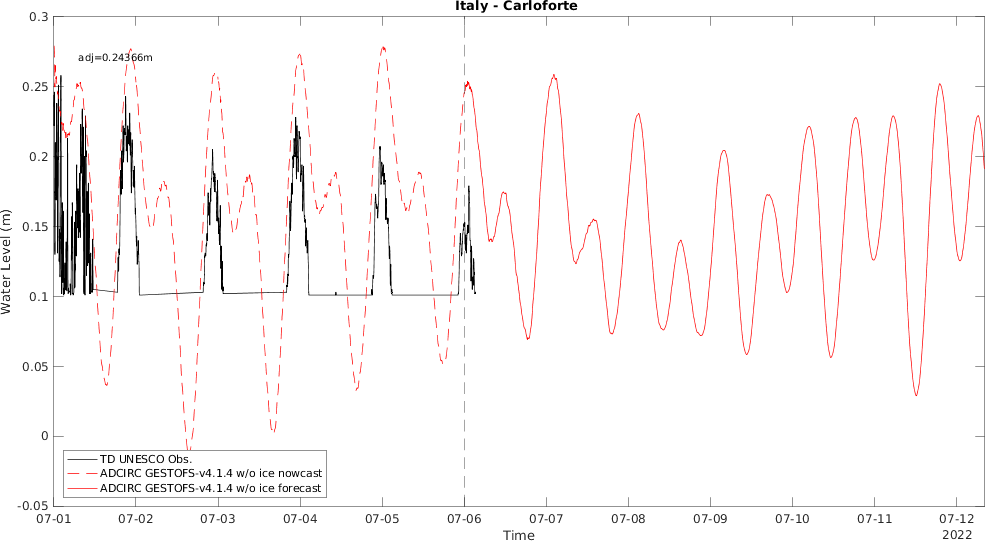 Italy - Carloforte
adj=0.24366m
Water Level (m)
0.3
0.25
0.2
0.15
0.1
0.05
0
-0.05
TD UNESCO Obs.
ADCIRC GESTOFS-v4.1.4 w/o ice nowcast
ADCIRC GESTOFS-v4.1.4 w/o ice forecast
07-01 07-02 07-03 07-04 07-05 07-06 07-07 07-08 07-09 07-10 07-11 07-12
Time
2022